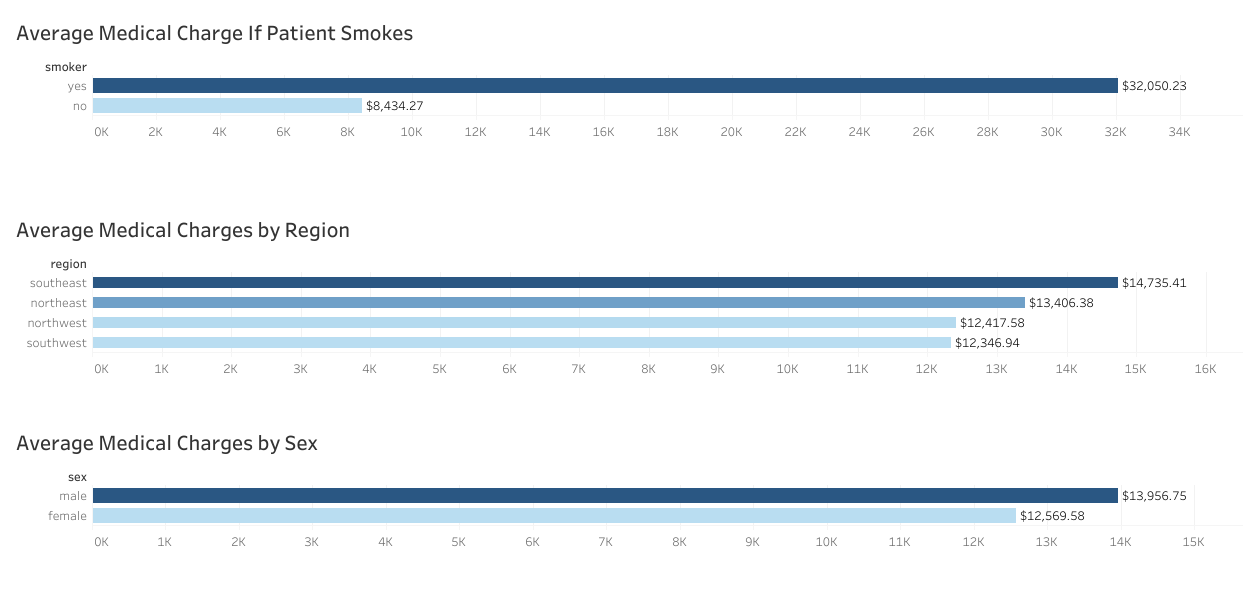 Average Medical Charge If Patient Smokes
smoker
yes $32,050.23
no $8,434.27
0K 2K 4K 6K 8K 10K 12K 14K 16K 18K 20K 22K 24K 26K 28K 30K 32K 34K
Average Medical Charges by Region
region
southeast $14,735.41
northeast $13,406.38
northwest $12,417.58
southwest $12,346.94
0K 1K 2K 3K 4K 5K 6K 7K 8K 9K 10K 11K 12K 13K 14K 15K 16K
Average Medical Charges by Sex
sex
male $13,956.75
female $12,569.58
0K 1K 2K 3K 4K 5K 6K 7K 8K 9K 10K 11K 12K 13K 14K 15K